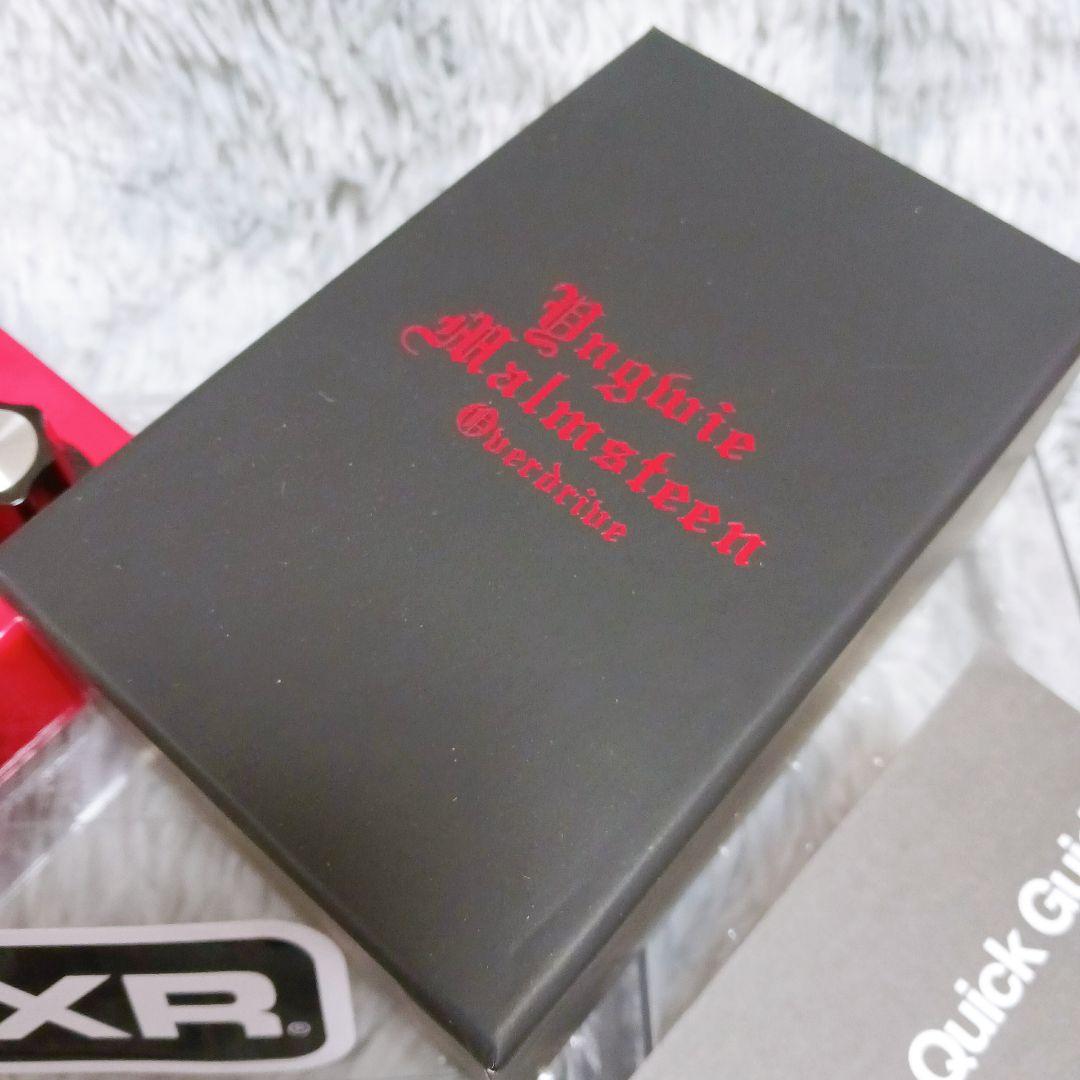 Yngwie
Malmsteen
Overdrive
XR®
Quick Gui